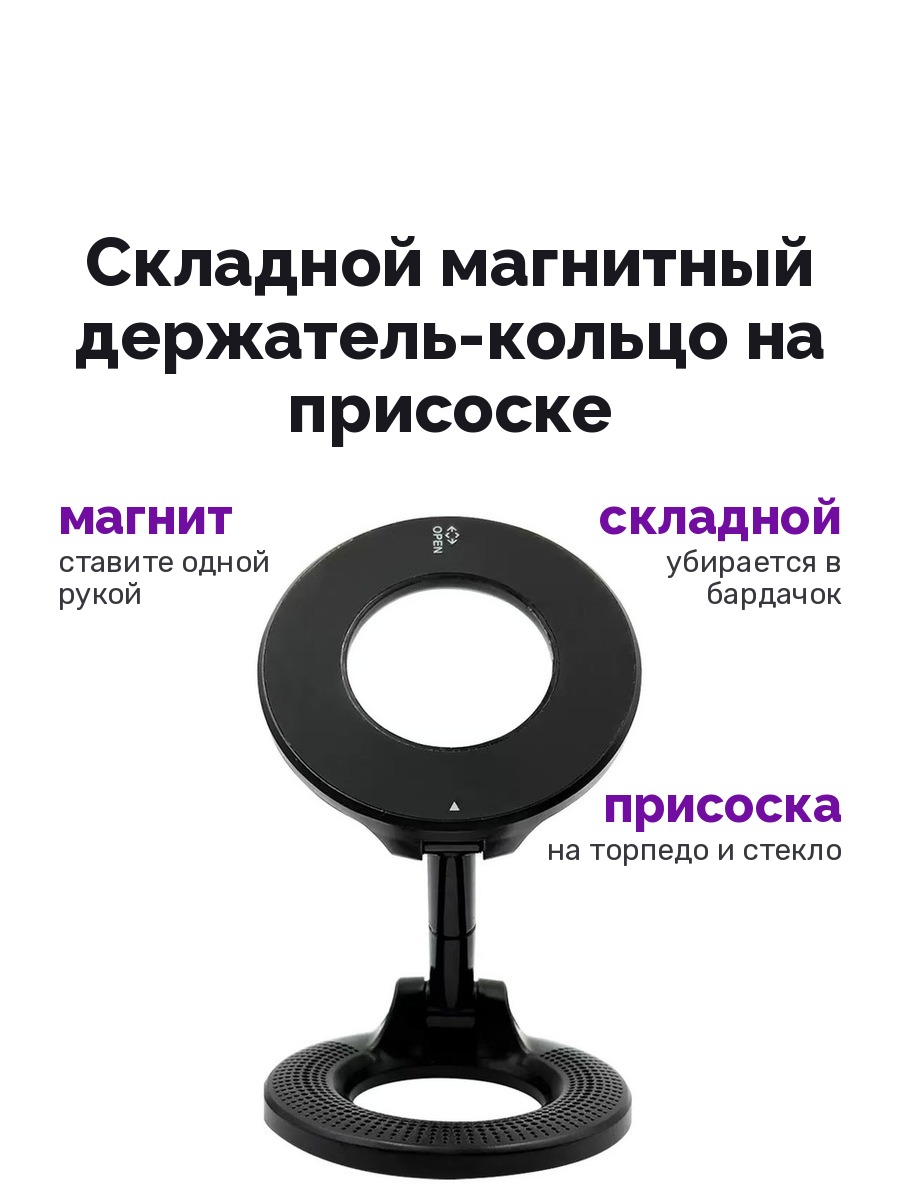 Складной магнитный
держатель-кольцо на
присоске
магнит
ставите одной
рукой
складной
убирается в
бардачок
OPEN
присоска
на торпедо и стекло